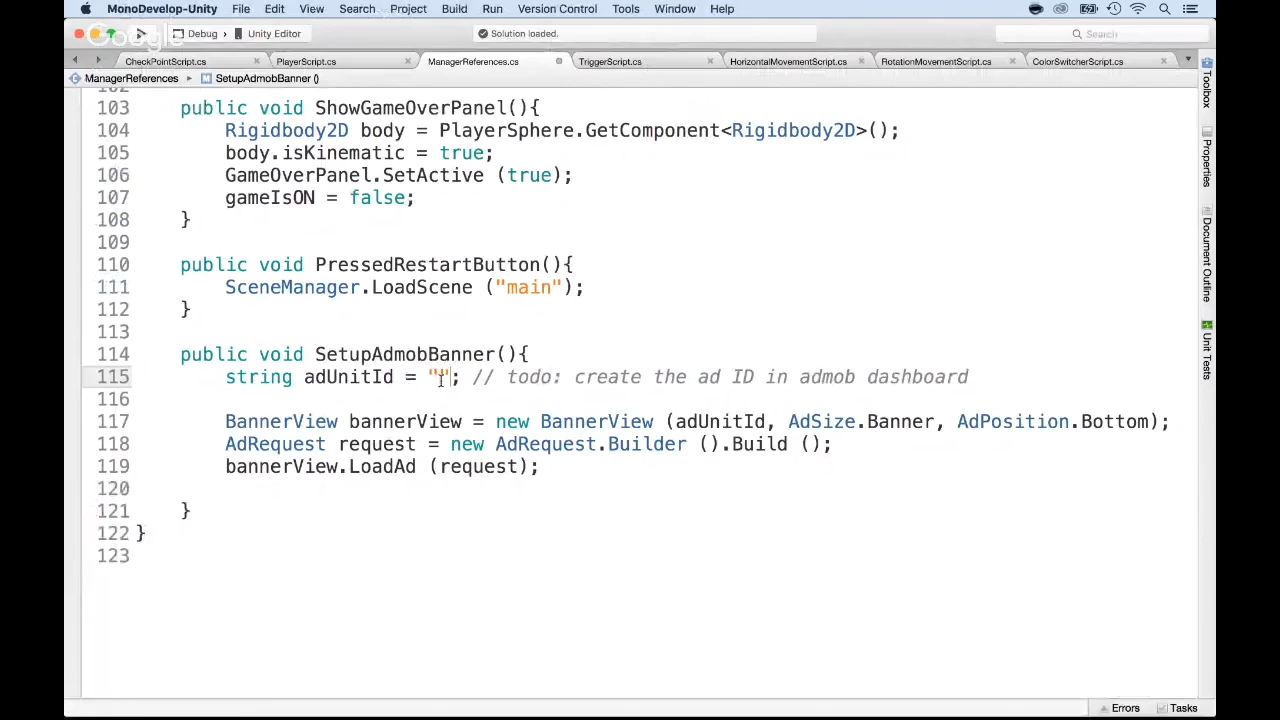 MonoDevelop-Unity File Edit View Search Project Build Run Version Control Tools Window Help
Google
Debug Unity Editor Solution loaded. Search
CheckPointScript.cs PlayerScript.cs ManagerReferences.cs TriggerScript.cs HorizontalMovementScript.cs RotationMovementScript.cs ColorSwitcherScript.cs
ManagerReferences SetupAdmobBanner ()
102
103 public void ShowGameOverPanel(){
104 Rigidbody2D body = PlayerSphere.GetComponent<Rigidbody2D>();
105 body.isKinematic = true;
106 GameOverPanel.SetActive (true);
107 gameIsON = false;
108 }
109
110 public void PressedRestartButton(){
111 SceneManager.LoadScene ("main");
112 }
113
114 public void SetupAdmobBanner(){
115 string adUnitId = ""; // todo: create the ad ID in admob dashboard
116
117 BannerView bannerView = new BannerView (adUnitId, AdSize.Banner, AdPosition.Bottom);
118 AdRequest request = new AdRequest.Builder ().Build ();
119 bannerView.LoadAd (request);
120
121 }
122 }
123
Toolbox
Properties
Document Outline
Unit Tests
Errors Tasks